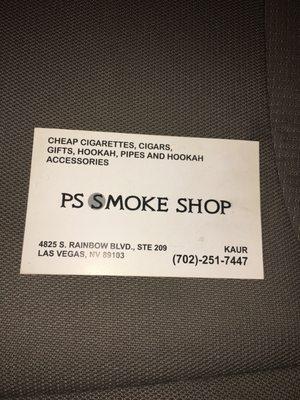 CHEAP CIGARETTES, CIGARS,
GIFTS, HOOKAH, PIPES AND HOOKAH
ACCESSORIES
PS SMOKE SHOP
4825 S. RAINBOW BLVD., STE 209
LAS VEGAS, NV 89103
KAUR
(702)-251-7447